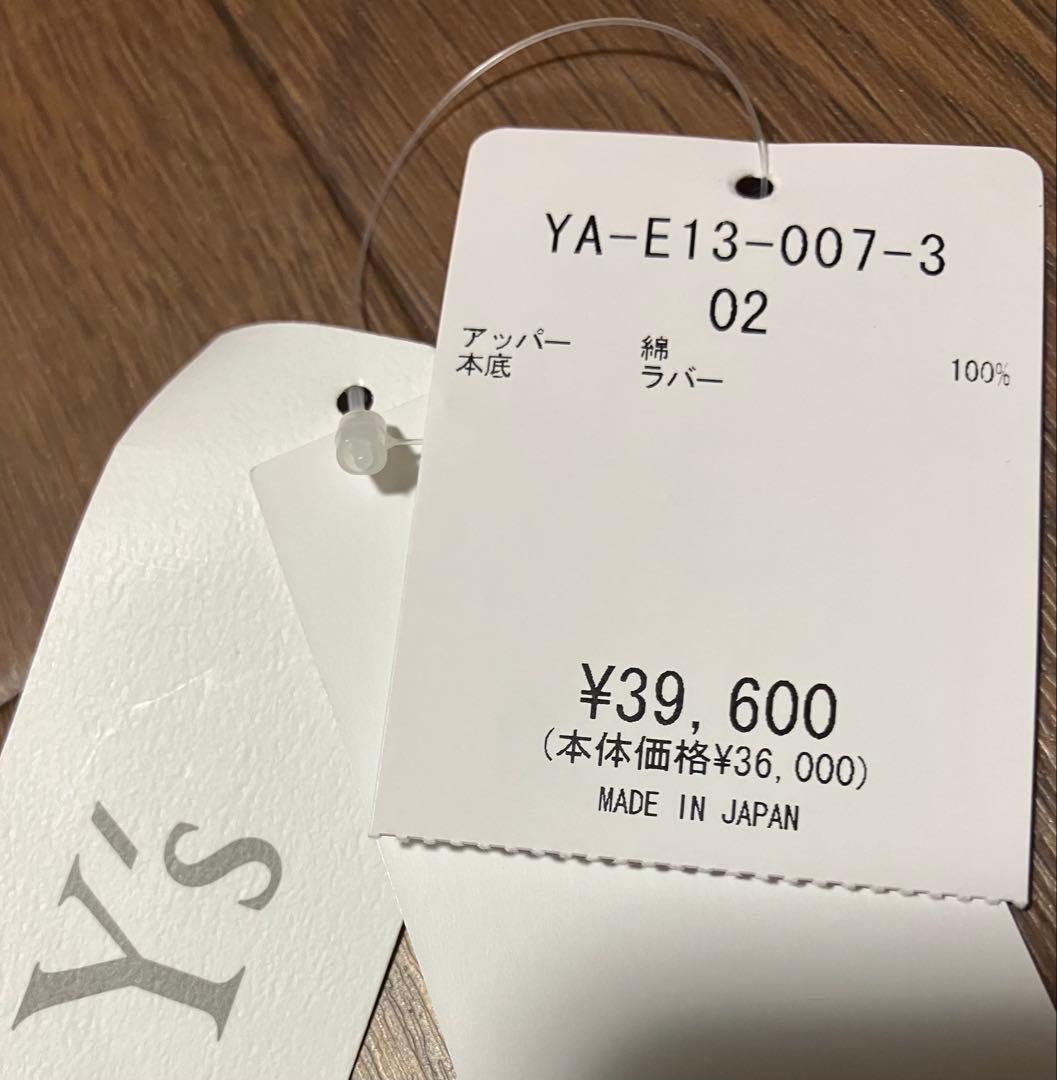 YA-E13-007-3
02
アッパー 綿
本底 ラバー 100%
¥39,600
(本体価格¥36,000)
MADE IN JAPAN
Y's